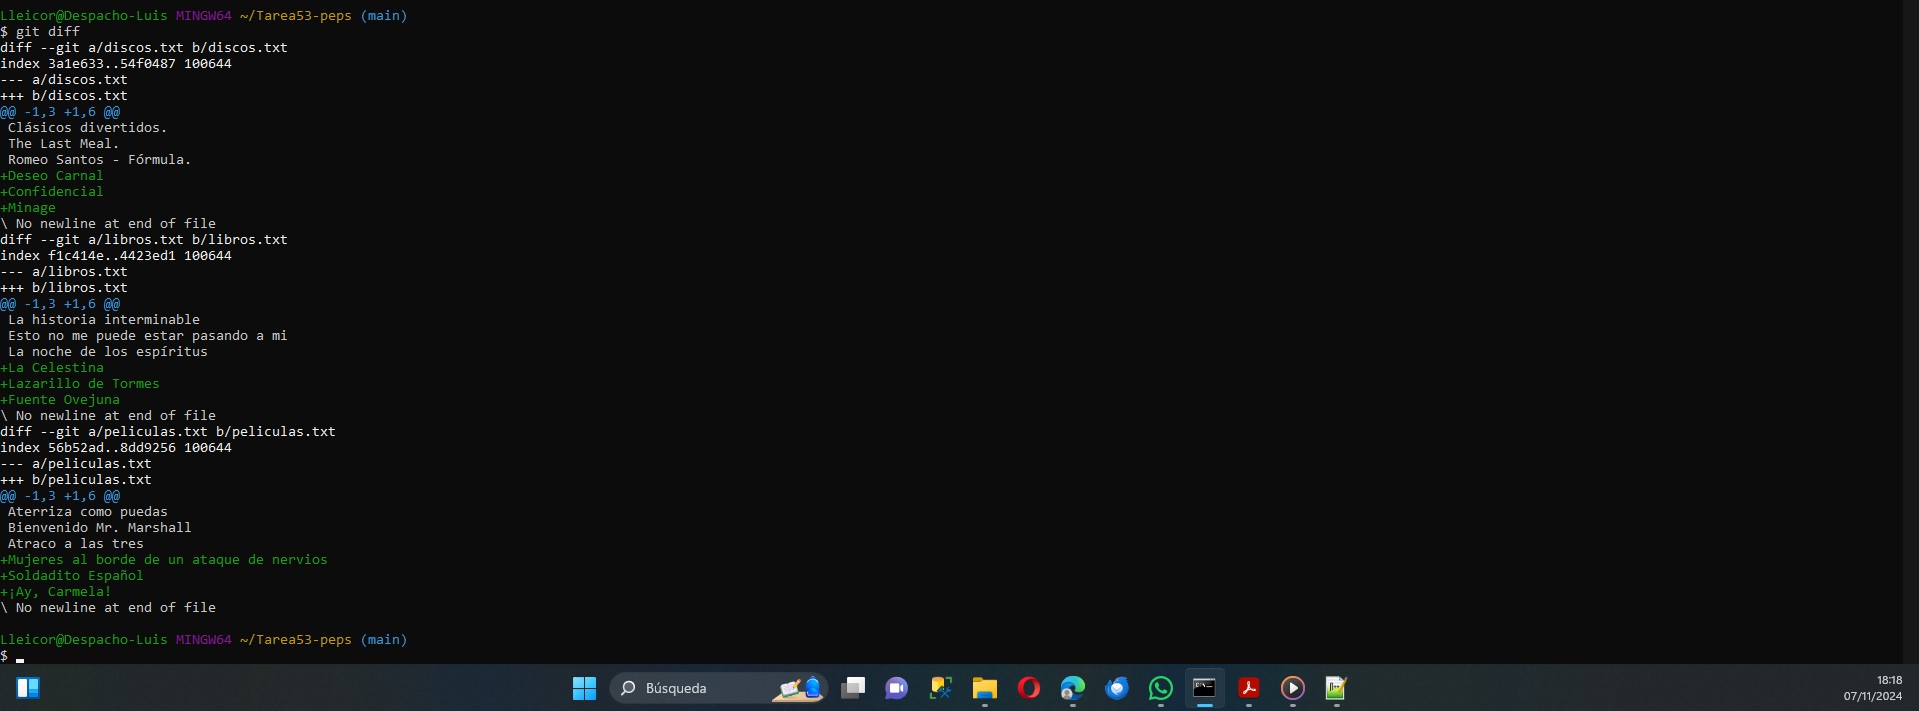 Lleicor@Despacho-Luis MINGW64 ~/Tarea53-peps (main)
$ git diff
diff --git a/discos.txt b/discos.txt
index 3a1e633..54f0487 100644
--- a/discos.txt
+++ b/discos.txt
@@ -1,3 +1,6 @@
 Clásicos divertidos.
 The Last Meal.
 Romeo Santos - Fórmula.
+Deseo Carnal
+Confidencial
+Minage
\ No newline at end of file
diff --git a/libros.txt b/libros.txt
index f1c414e..4423ed1 100644
--- a/libros.txt
+++ b/libros.txt
@@ -1,3 +1,6 @@
 La historia interminable
 Esto no me puede estar pasando a mi
 La noche de los espíritus
+La Celestina
+Lazarillo de Tormes
+Fuente Ovejuna
\ No newline at end of file
diff --git a/peliculas.txt b/peliculas.txt
index 56b52ad..8dd9256 100644
--- a/peliculas.txt
+++ b/peliculas.txt
@@ -1,3 +1,6 @@
 Aterriza como puedas
 Bienvenido Mr. Marshall
 Atraco a las tres
+Mujeres al borde de un ataque de nervios
+Soldadito Español
+¡Ay, Carmela!
\ No newline at end of file
Lleicor@Despacho-Luis MINGW64 ~/Tarea53-peps (main)
$
Búsqueda
18:18
07/11/2024